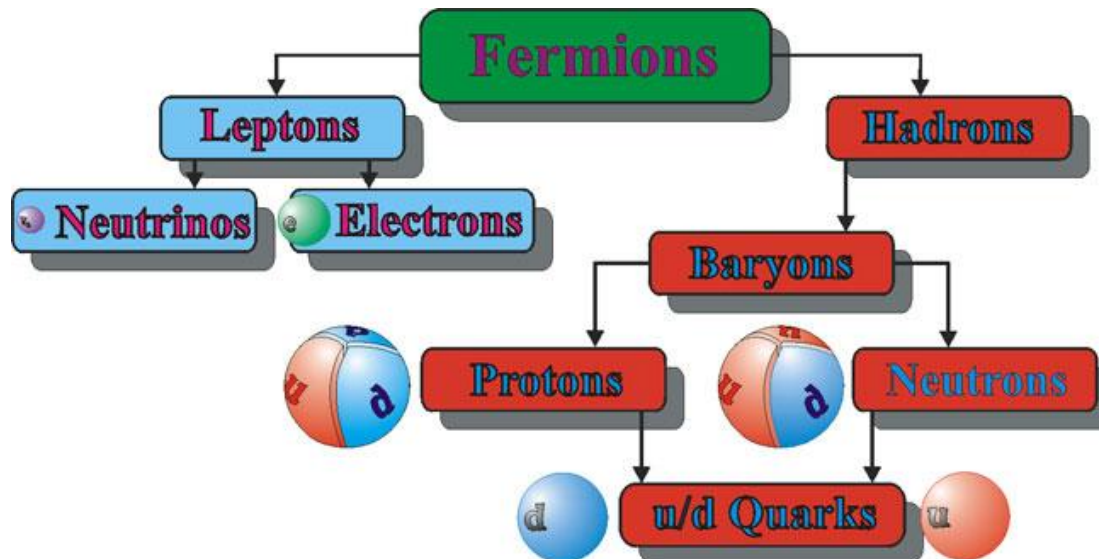 Fermions
Leptons
Hadrons
Neutrinos
e Electrons
Baryons
u d
Protons
u u d
Neutrons
d
u/d Quarks
u